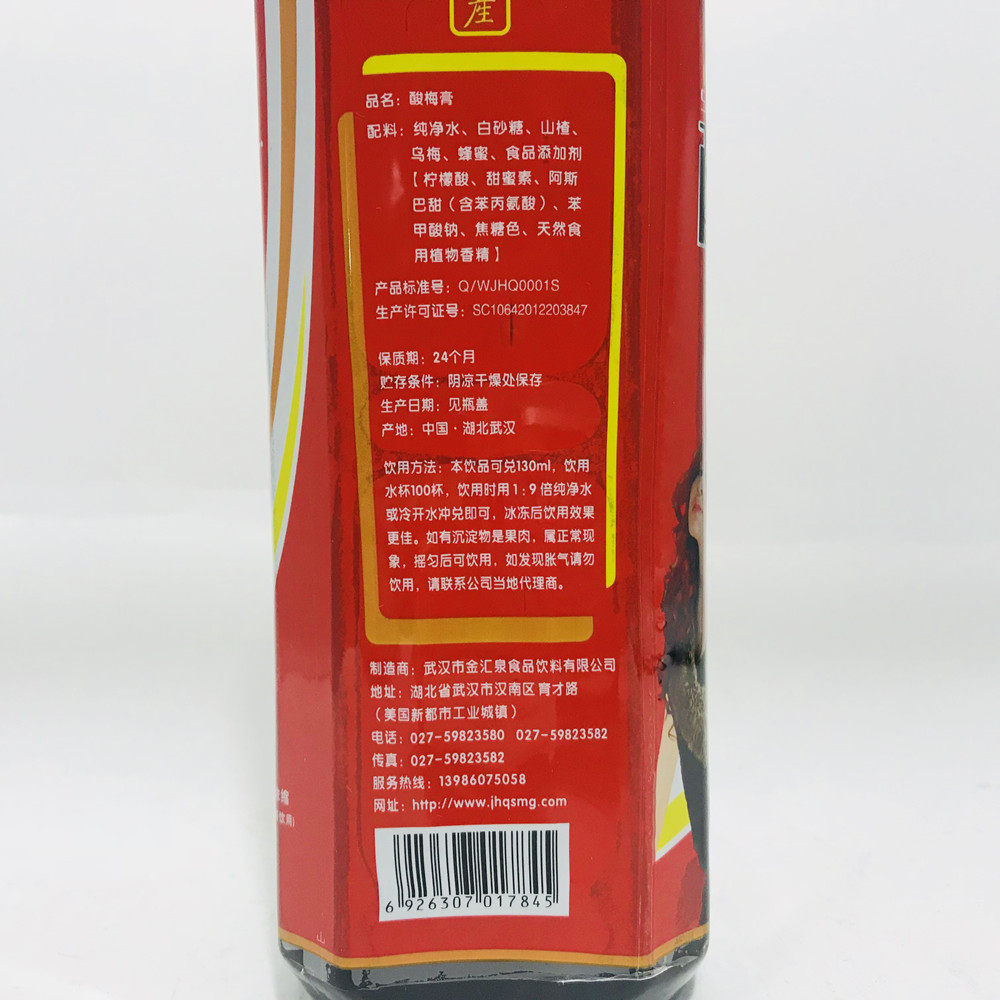 产
品名：酸梅膏
配料：纯净水、白砂糖、山楂、
乌梅、蜂蜜、食品添加剂
【柠檬酸、甜蜜素、阿斯
巴甜（含苯丙氨酸）、苯
甲酸钠、焦糖色、天然食
用植物香精】
产品标准号：Q/WJHQ0001S
生产许可证号：SC10642012203847
保质期：24个月
贮存条件：阴凉干燥处保存
生产日期：见瓶盖
产地：中国·湖北武汉
饮用方法：本饮品可兑130ml，饮用
水杯100杯，饮用时用1:9倍纯净水
或冷开水冲兑即可，冰冻后饮用效果
更佳。如有沉淀物是果肉，属正常现
象，摇匀后可饮用，如发现胀气请勿
饮用，请联系公司当地代理商。
制造商：武汉市金汇泉食品饮料有限公司
地址：湖北省武汉市汉南区育才路
（美国新都市工业城镇）
电话：027-59823580 027-59823582
传真：027-59823582
服务热线：13986075058
网址：http://www.jhqsmg.com
6 926307 017845
缩
饮用）
山